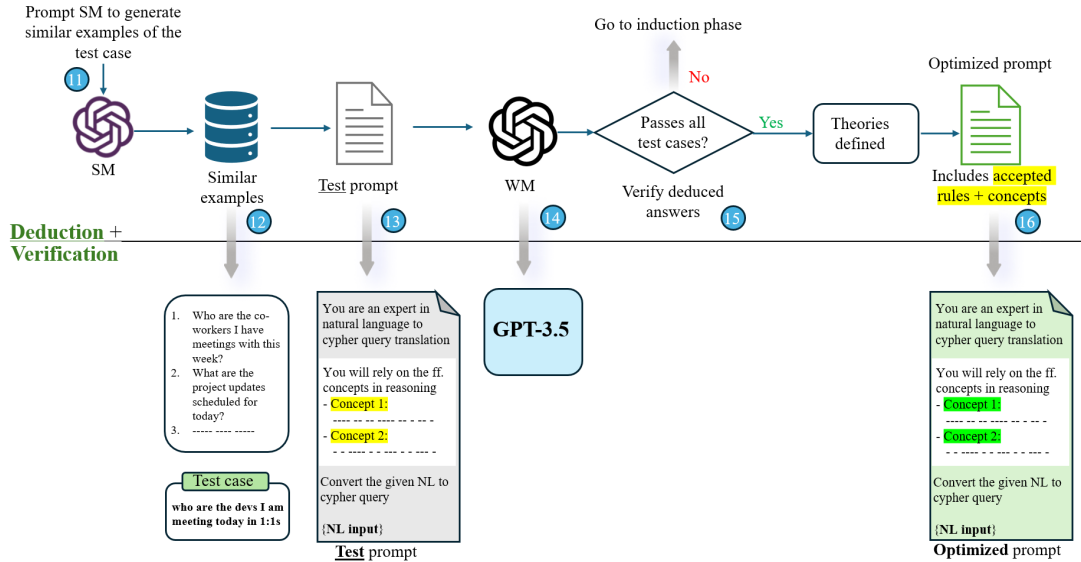 Prompt SM to generate
similar examples of the
test case
11
SM
Similar
examples
12
Test prompt
13
WM
14
Go to induction phase
No
Passes all
test cases?
Yes
Verify deduced
answers
15
Theories
defined
Optimized prompt
Includes accepted
rules + concepts
16
Deduction +
Verification
1. Who are the co-
workers I have
meetings with this
week?
2. What are the
project updates
scheduled for
today?
3. ----- ---- -----
Test case
who are the devs I am
meeting today in 1:1s
You are an expert in
natural language to
cypher query translation
You will rely on the ff.
concepts in reasoning
- Concept 1:
---- -- -- ---- -- - -- -
- Concept 2:
- - ---- - -- - - --- -
Convert the given NL to
cypher query
{NL input}
Test prompt
GPT-3.5
You are an expert in
natural language to
cypher query translation
You will rely on the ff.
concepts in reasoning
- Concept 1:
---- -- -- ---- -- - -- -
- Concept 2:
- - ---- - -- - - --- -
Convert the given NL to
cypher query
{NL input}
Optimized prompt